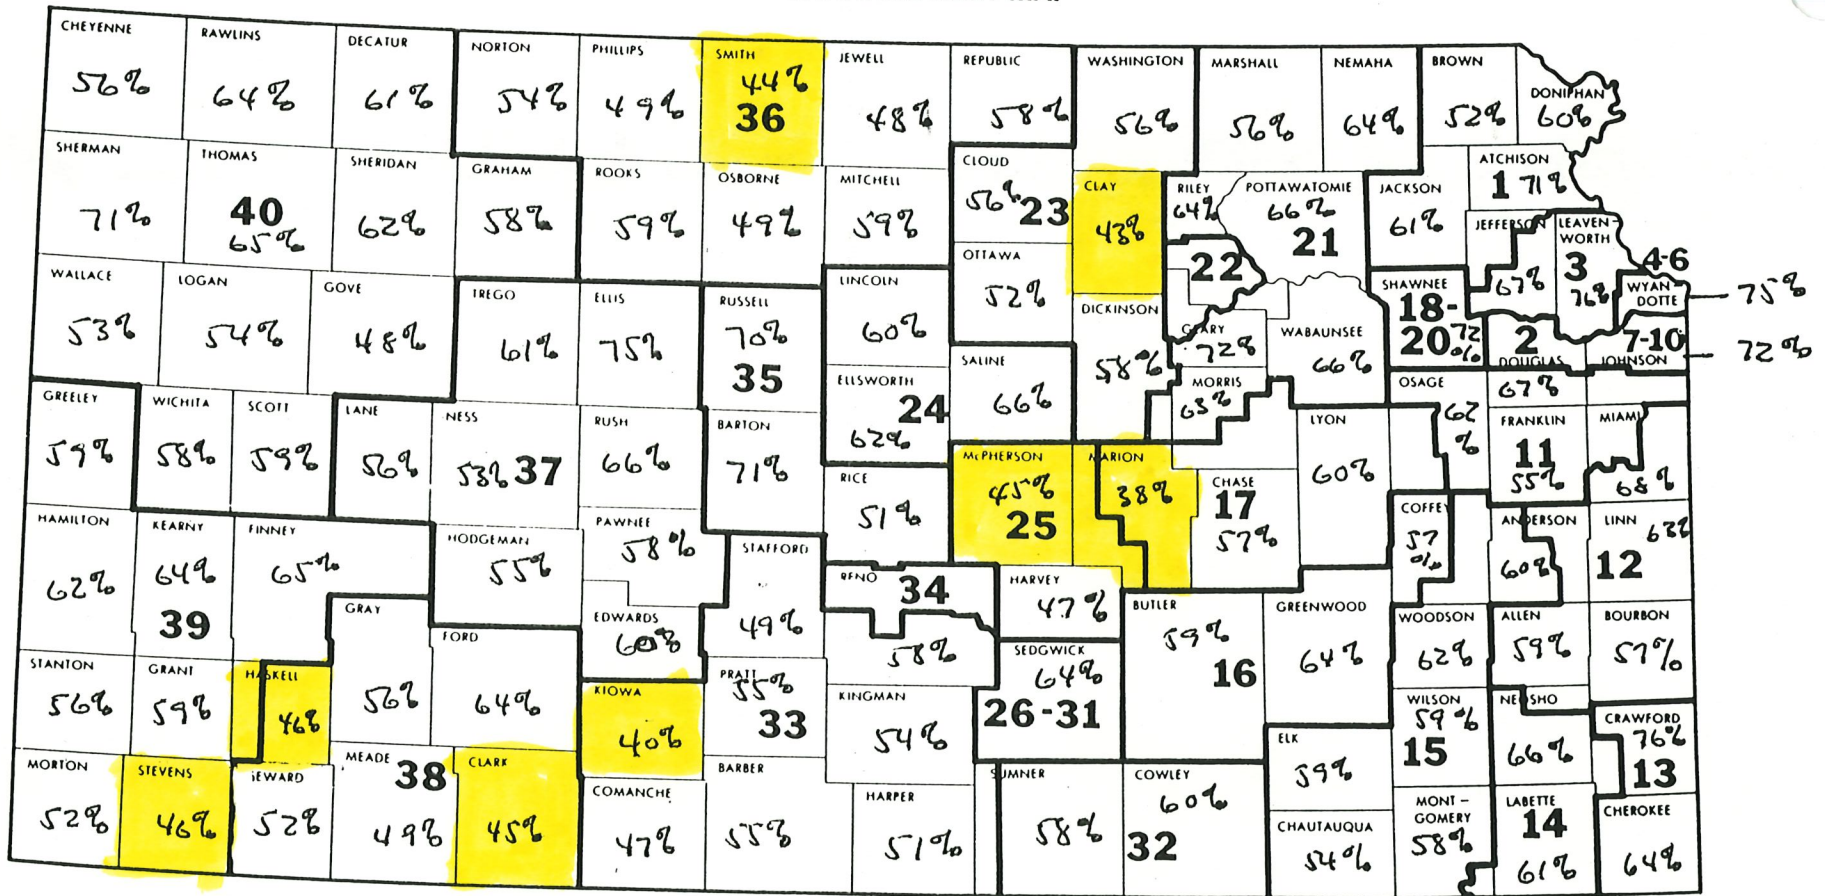 CHEYENNE
56%
RAWLINS
64%
DECATUR
61%
NORTON
54%
PHILLIPS
49%
SMITH
44%
36
JEWELL
48%
REPUBLIC
58%
WASHINGTON
56%
MARSHALL
56%
NEMAHA
64%
BROWN
52%
DONIPHAN
60%
SHERMAN
71%
THOMAS
40
65%
SHERIDAN
62%
GRAHAM
58%
ROOKS
59%
OSBORNE
49%
MITCHELL
59%
CLOUD
56%
23
CLAY
43%
RILEY
64%
POTTAWATOMIE
66%
21
JACKSON
61%
ATCHISON
1
71%
JEFFERSON
67%
LEAVEN-
WORTH
3
76%
4-6
WYAN
DOTTE
75%
WALLACE
53%
LOGAN
54%
GOVE
48%
TREGO
61%
ELLIS
75%
RUSSELL
70%
35
LINCOLN
60%
OTTAWA
52%
DICKINSON
58%
22
GEARY
72%
WABAUNSEE
66%
SHAWNEE
18-
20
72
%
2
DOUGLAS
67%
7-10
JOHNSON
72%
GREELEY
59%
WICHITA
58%
SCOTT
59%
LANE
56%
NESS
53%
37
RUSH
66%
BARTON
71%
ELLSWORTH
24
62%
SALINE
66%
MORRIS
63%
OSAGE
62
%
FRANKLIN
11
55%
MIAMI
68%
RICE
51%
McPHERSON
45%
25
MARION
38%
CHASE
17
57%
LYON
60%
COFFEY
57
%
ANDERSON
60%
LINN
63%
12
HAMILTON
62%
KEARNY
64%
39
FINNEY
65%
HODGEMAN
55%
PAWNEE
58%
STAFFORD
49%
RENO
34
58%
HARVEY
47%
BUTLER
59%
16
GREENWOOD
64%
WOODSON
62%
ALLEN
59%
BOURBON
57%
GRAY
56%
FORD
64%
EDWARDS
60%
STANTON
56%
GRANT
59%
HASKELL
46%
KIOWA
40%
PRATT
55%
33
KINGMAN
54%
SEDGWICK
64%
26-31
ELK
59%
WILSON
59%
15
NEOSHO
66%
CRAWFORD
76%
13
MORTON
52%
STEVENS
46%
SEWARD
52%
MEADE
38
49%
CLARK
45%
COMANCHE
47%
BARBER
55%
HARPER
51%
SUMNER
58%
COWLEY
60%
32
CHAUTAUQUA
54%
MONT-
GOMERY
58%
LABETTE
14
61%
CHEROKEE
64%